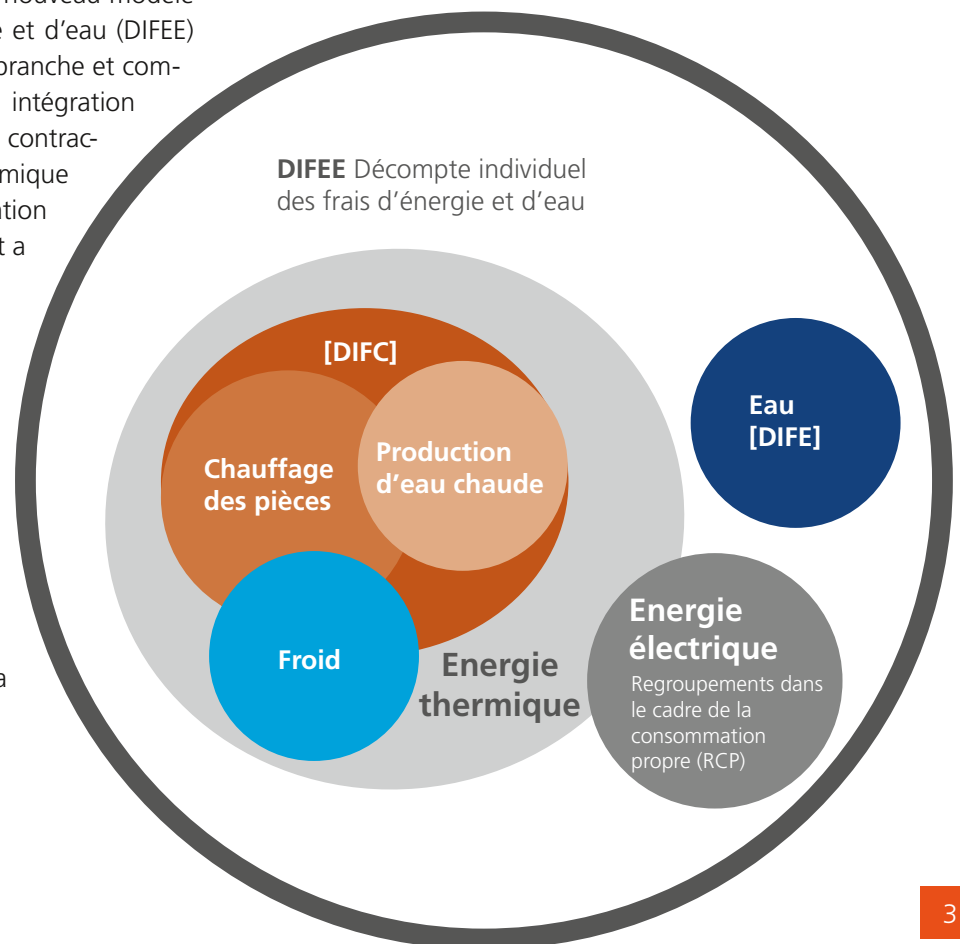 nouveau modèle
et d'eau (DIFEE)
branche et com-
intégration
contrac-
t a
DIFEE Décompte individuel
des frais d'énergie et d'eau
[DIFC]
Chauffage
des pièces
Production
d'eau chaude
Eau
[DIFE]
Froid
Energie
thermique
Energie
électrique
Regroupements dans
le cadre de la
consommation
propre (RCP)
a
3